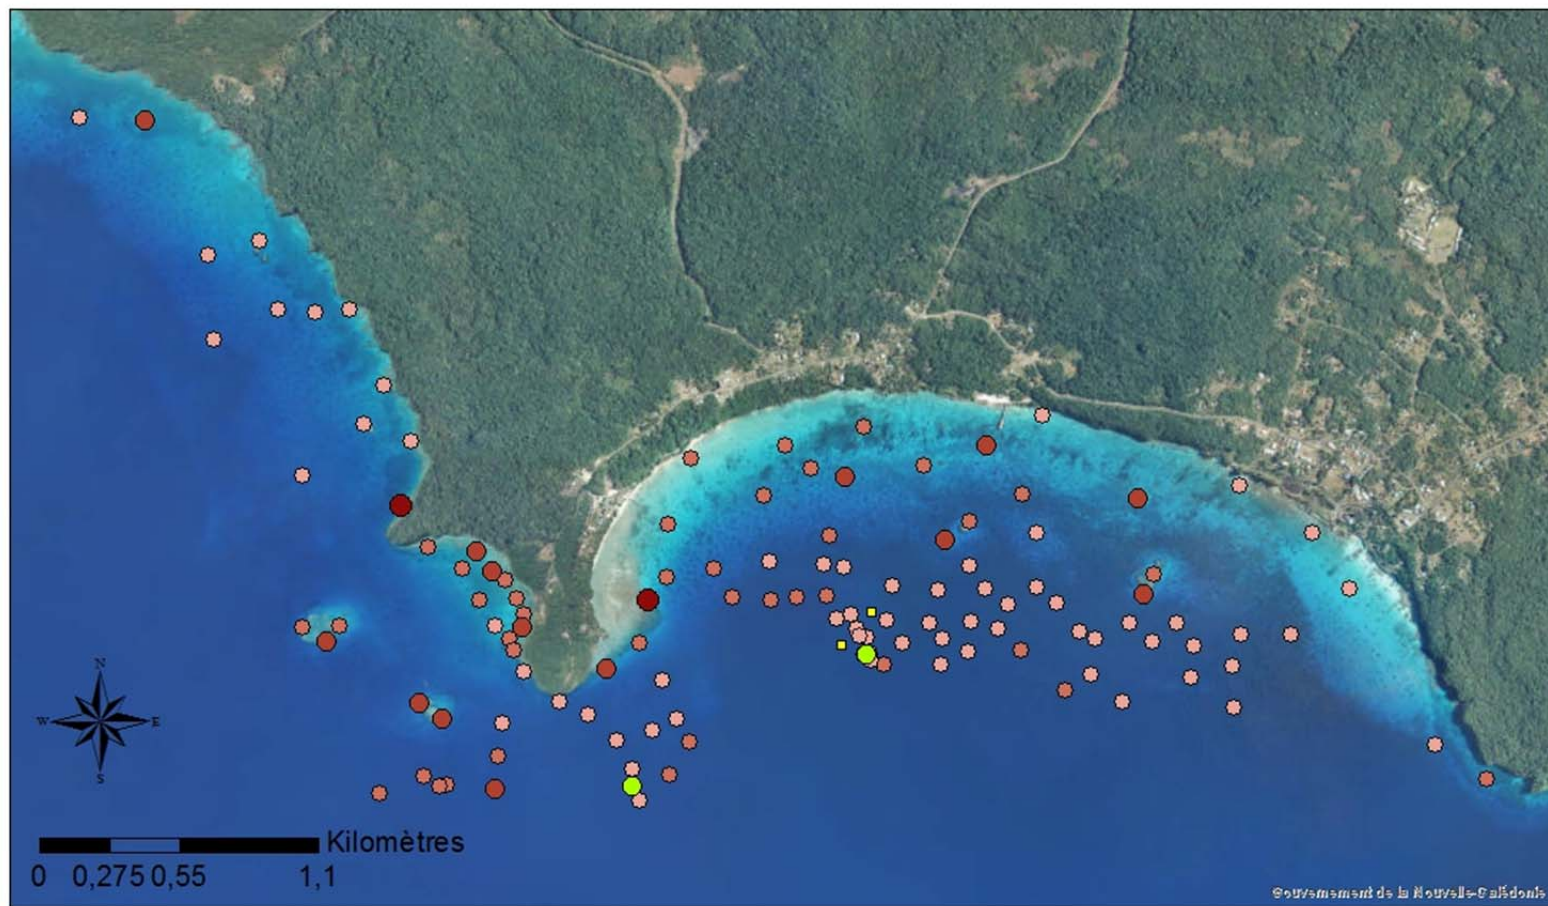 N
W E
S
Kilomètres
0 0,275 0,55 1,1
Gouvernement de la Nouvelle-Calédonie